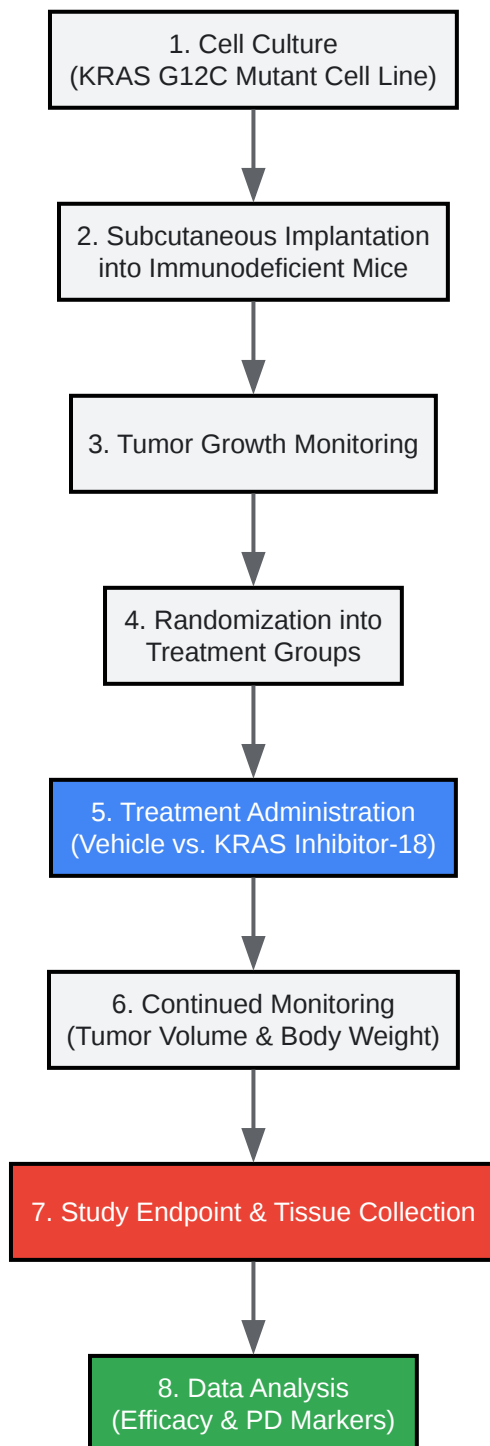 1. Cell Culture
(KRAS G12C Mutant Cell Line)
2. Subcutaneous Implantation
into Immunodeficient Mice
3. Tumor Growth Monitoring
4. Randomization into
Treatment Groups
5. Treatment Administration
(Vehicle vs. KRAS Inhibitor-18)
6. Continued Monitoring
(Tumor Volume & Body Weight)
7. Study Endpoint & Tissue Collection
8. Data Analysis
(Efficacy & PD Markers)